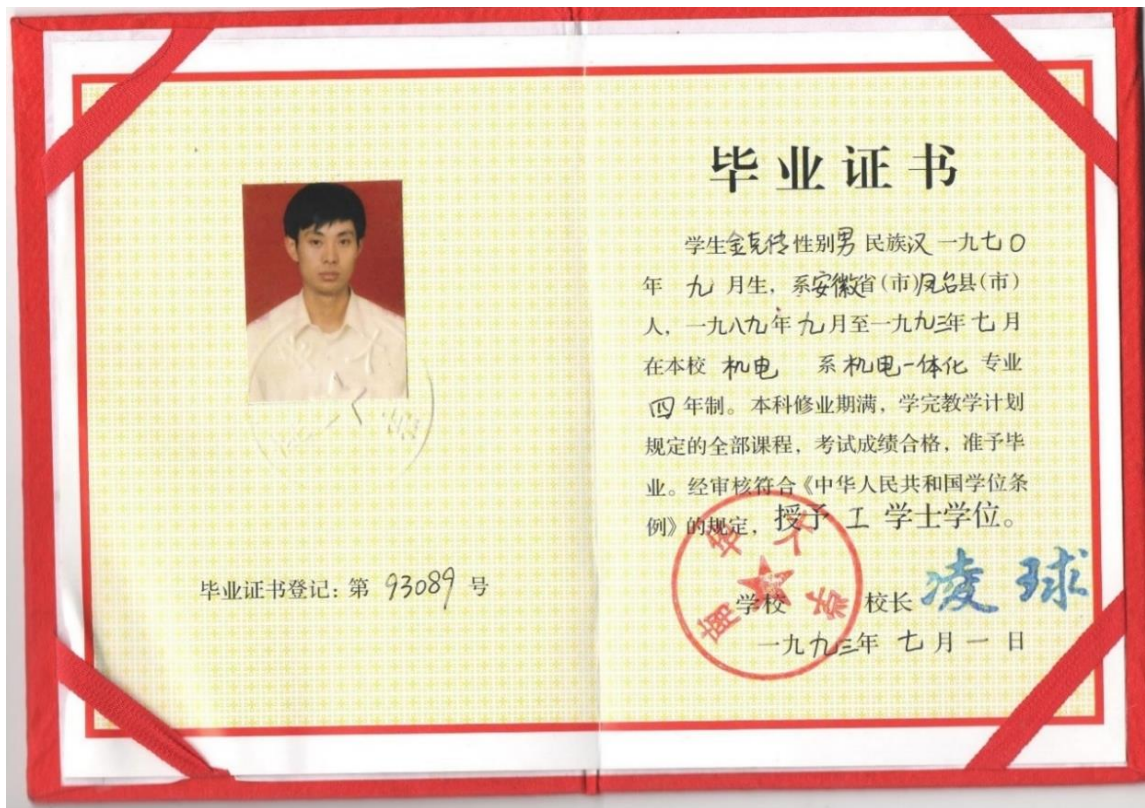 毕业证书登记：第 93089 号
毕业证书
学生金克传性别男民族汉一九七〇
年 九 月生，系安徽省(市)凤台县(市)
人，一九八九年九月至一九九三年七月
在本校 机电 系机电一体化 专业
四 年制。本科修业期满，学完教学计划
规定的全部课程，考试成绩合格，准予毕
业。经审核符合《中华人民共和国学位条
例》的规定，授予 工 学士学位。
学校 校长 凌球
一九九三年 七 月 一 日
南华大学